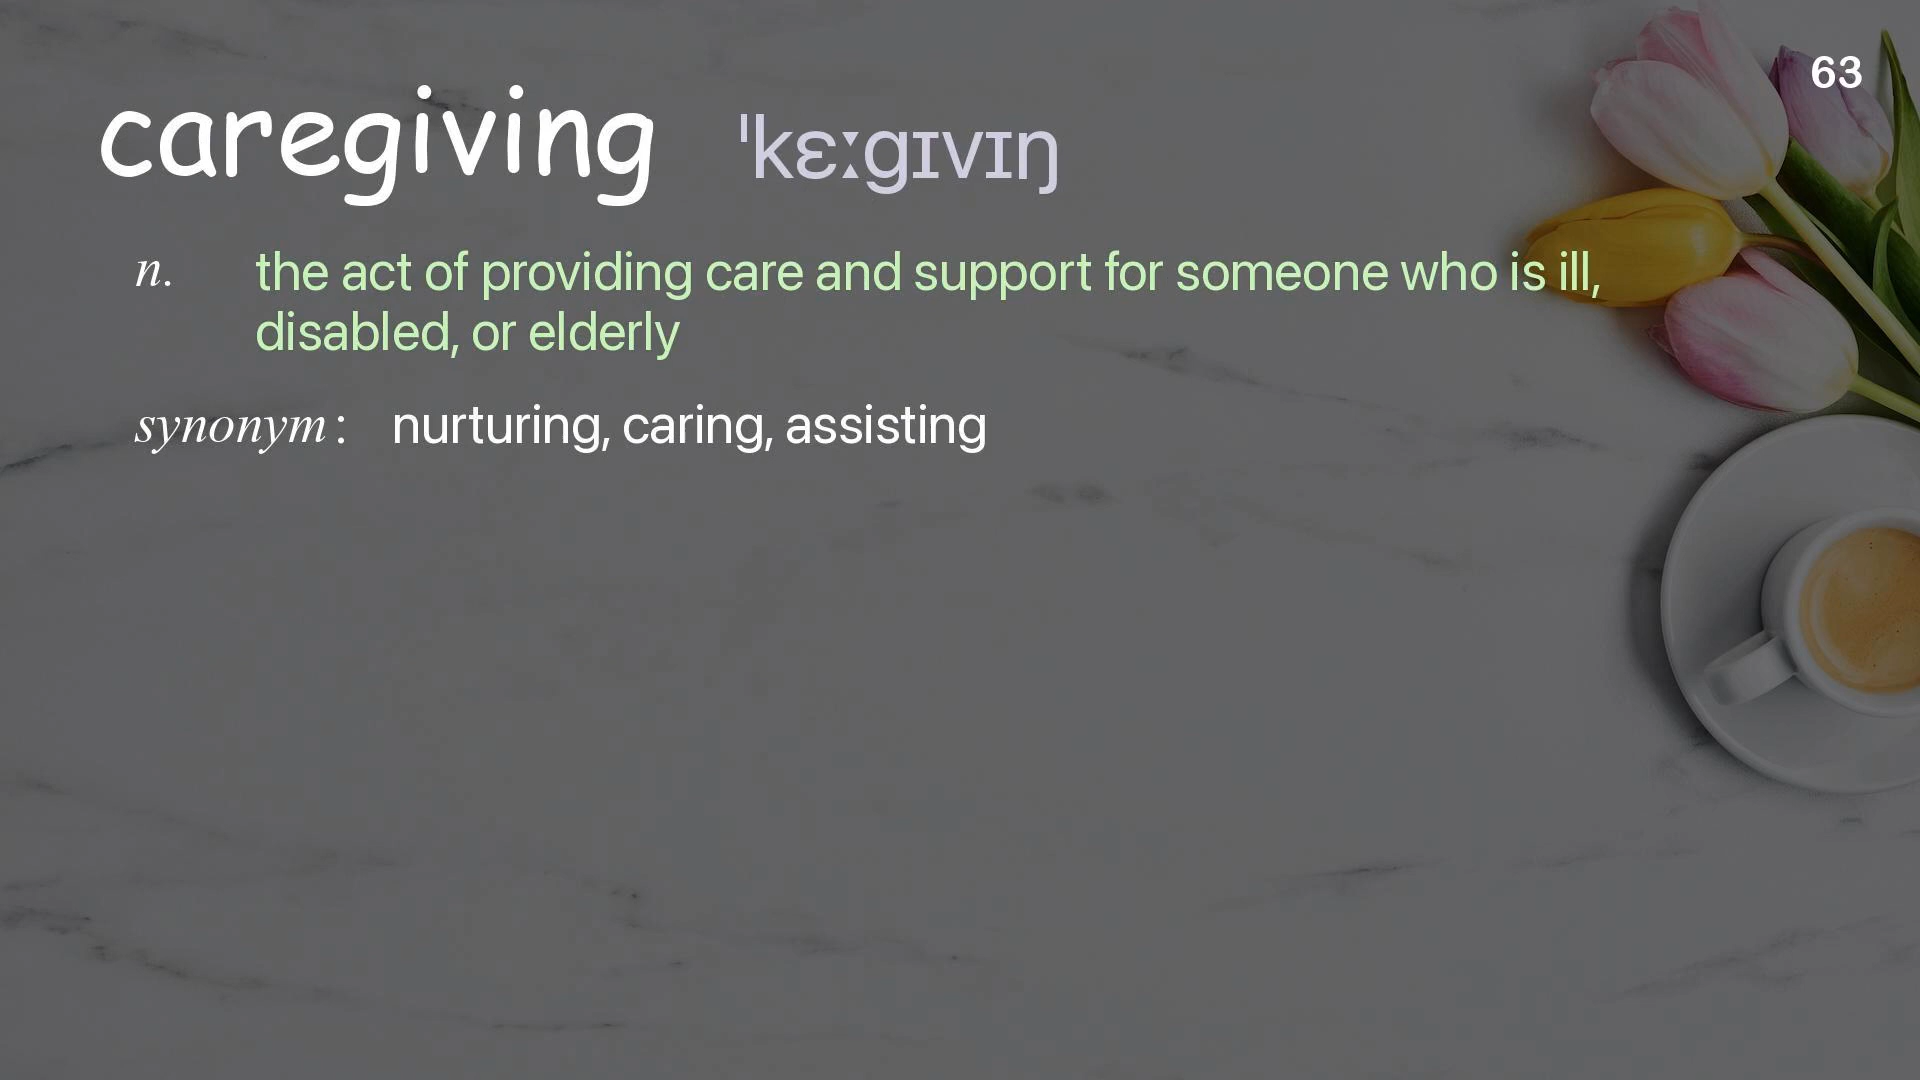 63
caregiving ˈkɛːɡɪvɪŋ
n. the act of providing care and support for someone who is ill,
disabled, or elderly
synonym: nurturing, caring, assisting